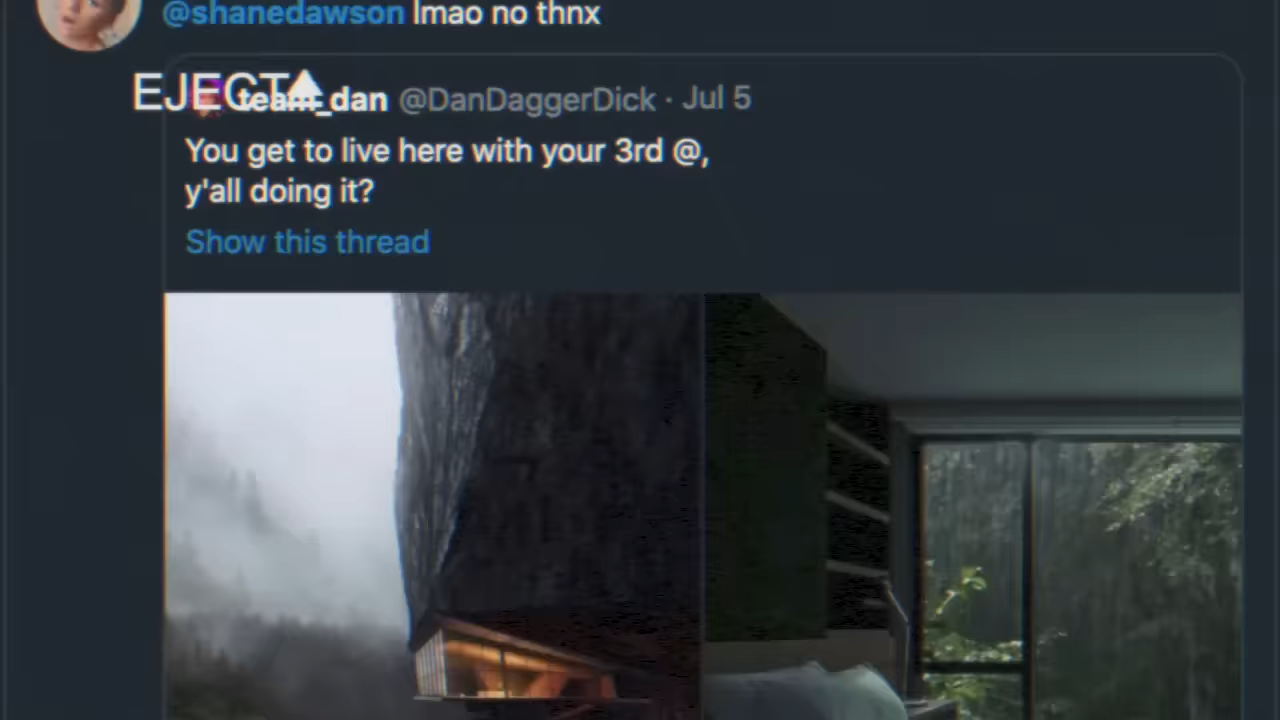 @shanedawson lmao no thnx
EJECT
team_dan @DanDaggerDick · Jul 5
You get to live here with your 3rd @,
y'all doing it?
Show this thread